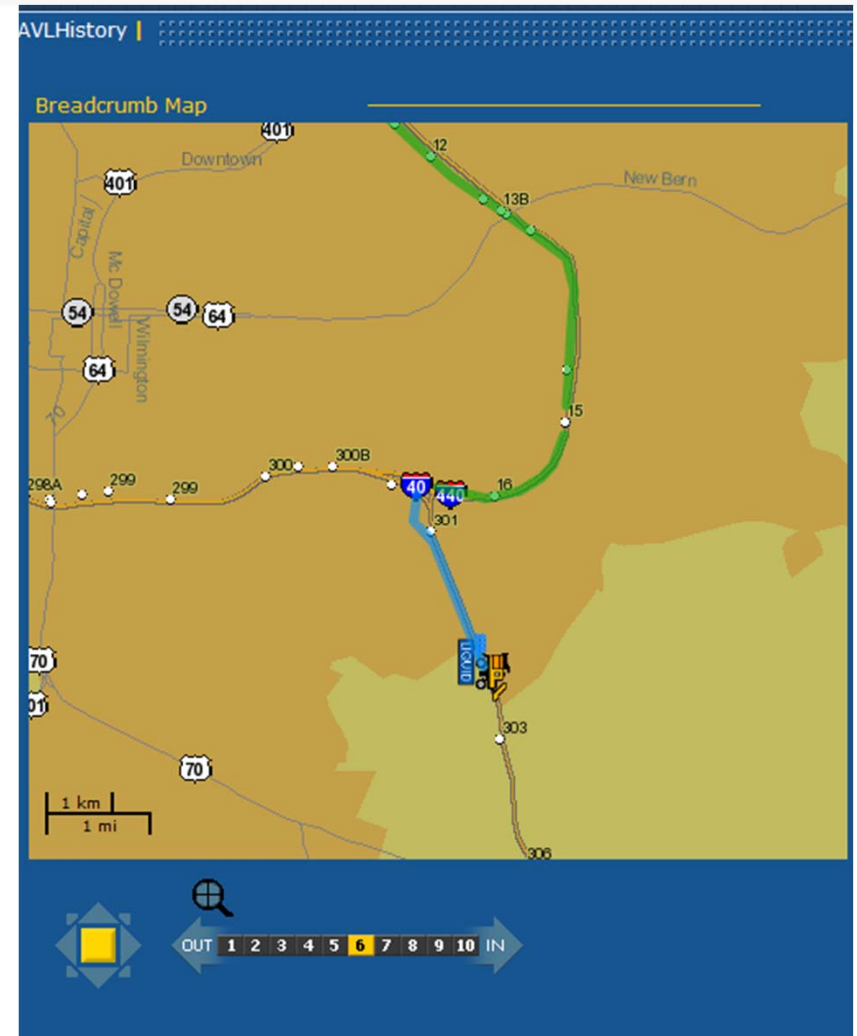 AVLHistory |
Breadcrumb Map
401
12
Downtown
401
13B
New Bern
Capital
Mc Dowell
54
54
64
Wilmington
64
70
15
298A
299
299
300
300B
40
440
16
301
LIQUID
70
01
303
70
1 km
1 mi
306
OUT 1 2 3 4 5 6 7 8 9 10 IN